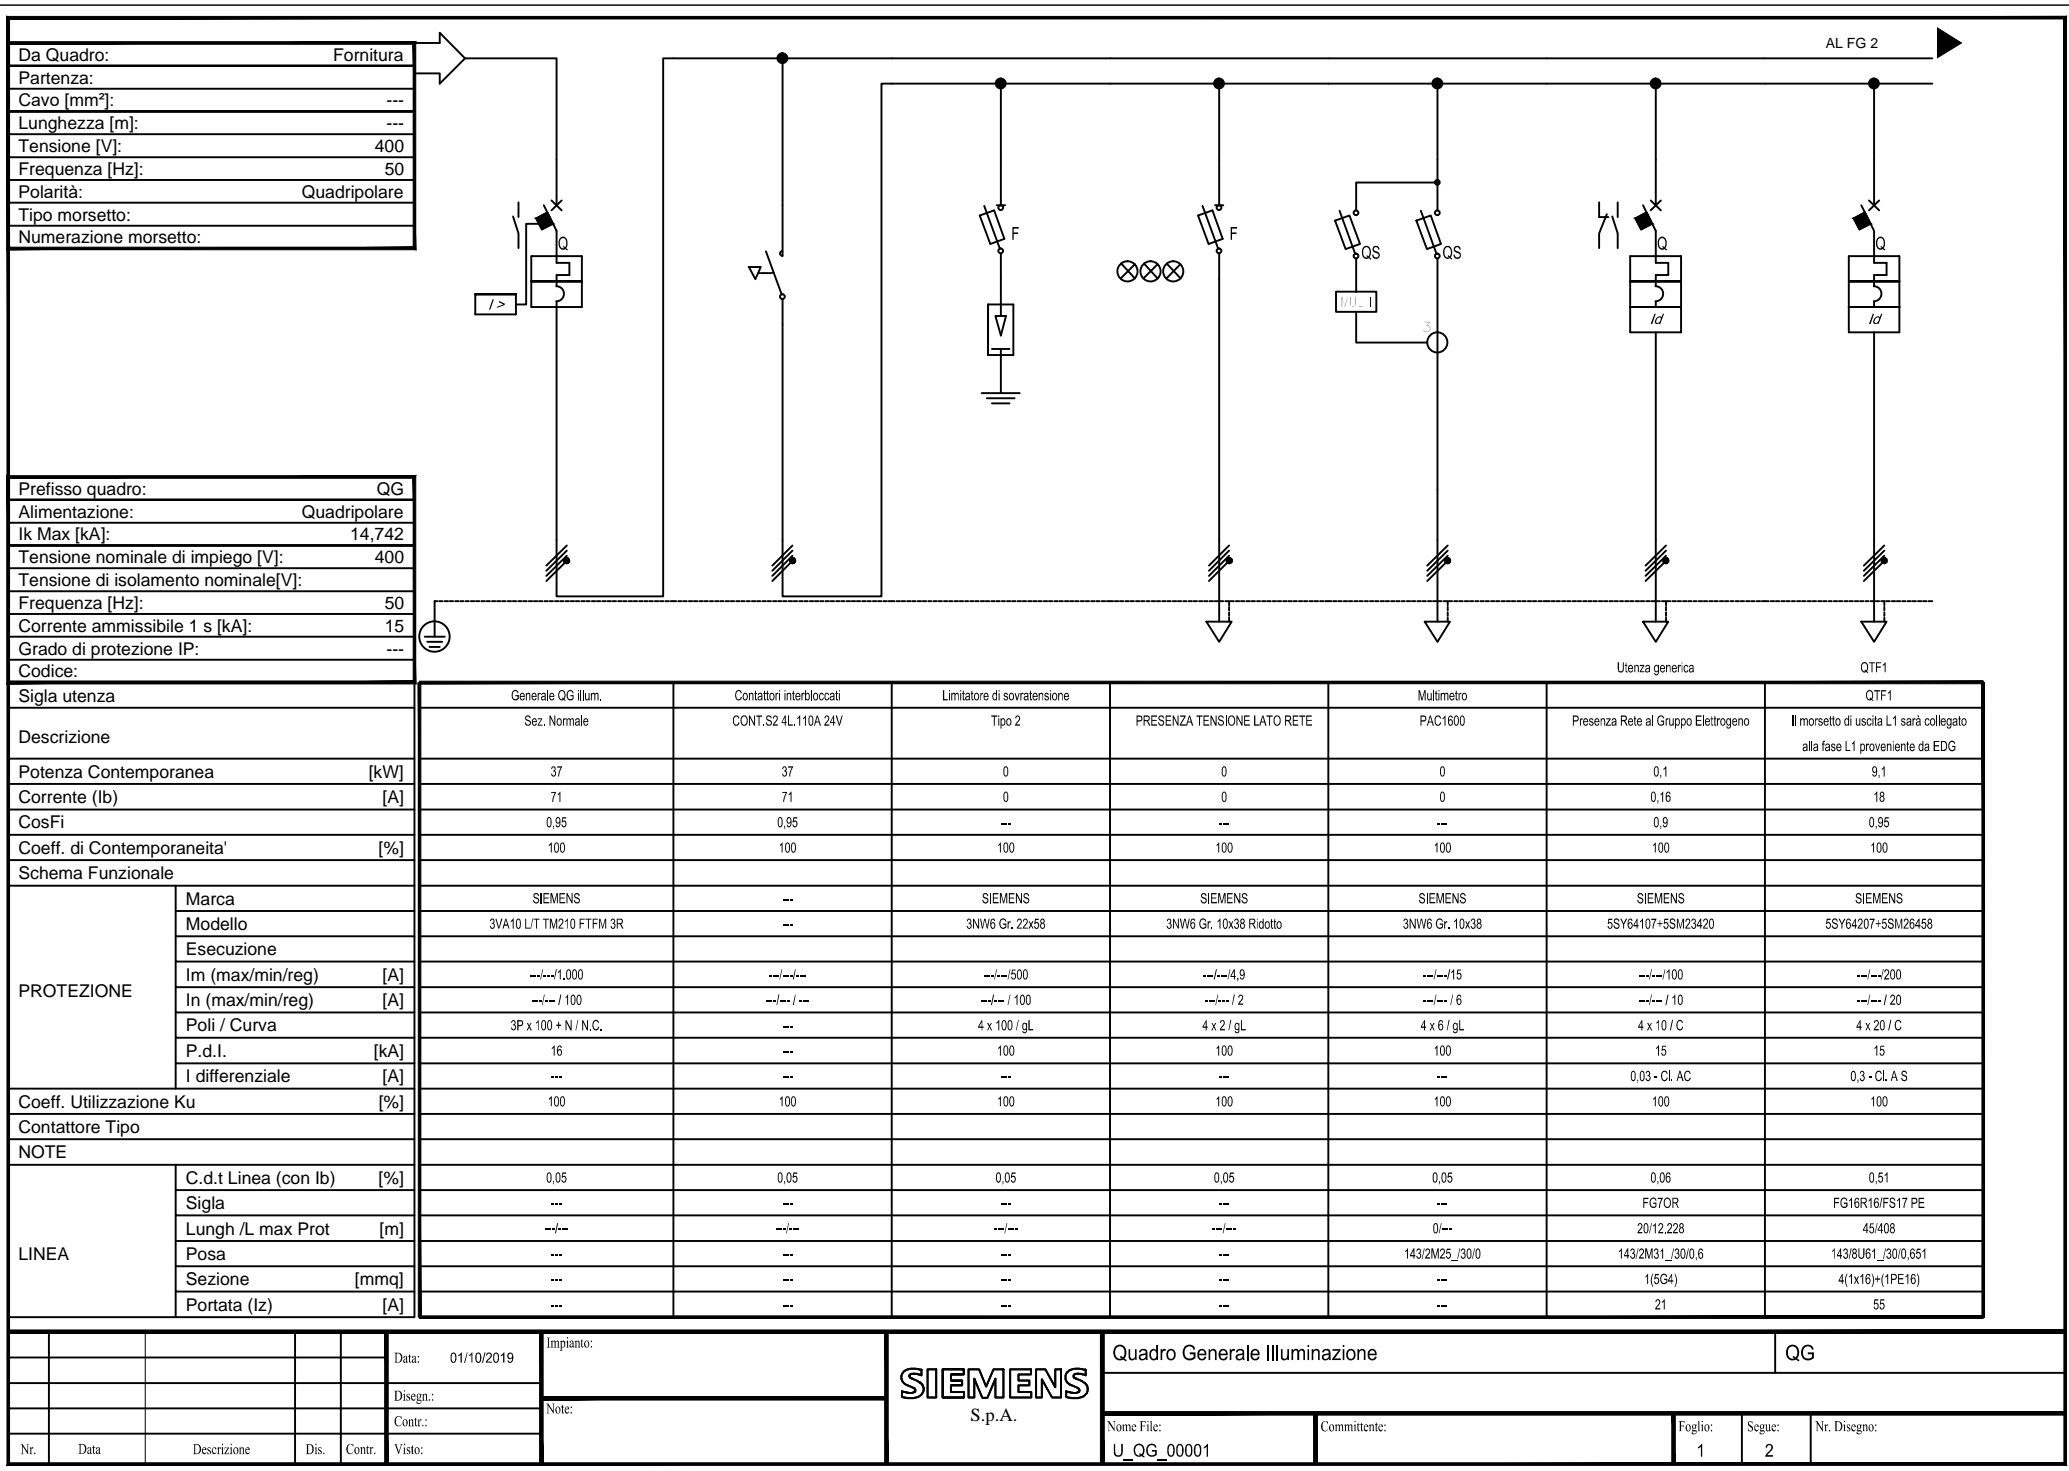 Da Quadro: Fornitura
Partenza:
Cavo [mm²]: ---
Lunghezza [m]: ---
Tensione [V]: 400
Frequenza [Hz]: 50
Polarità: Quadripolare
Tipo morsetto:
Numerazione morsetto:
AL FG 2
Q
I >
F
F
QS
QS
3
Q
Id
Q
Id
Prefisso quadro: QG
Alimentazione: Quadripolare
Ik Max [kA]: 14,742
Tensione nominale di impiego [V]: 400
Tensione di isolamento nominale[V]:
Frequenza [Hz]: 50
Corrente ammissibile 1 s [kA]: 15
Grado di protezione IP: ---
Codice:
Utenza generica QTF1
Sigla utenza Generale QG illum. Contattori interbloccati Limitatore di sovratensione Multimetro QTF1
Descrizione Sez. Normale CONT.S2 4L.110A 24V Tipo 2 PRESENZA TENSIONE LATO RETE PAC1600 Presenza Rete al Gruppo Elettrogeno Il morsetto di uscita L1 sarà collegato
alla fase L1 proveniente da EDG
Potenza Contemporanea [kW] 37 37 0 0 0 0,1 9,1
Corrente (Ib) [A] 71 71 0 0 0 0,16 18
CosFi 0,95 0,95 --- --- --- 0,9 0,95
Coeff. di Contemporaneita' [%] 100 100 100 100 100 100 100
Schema Funzionale
PROTEZIONE
Marca SIEMENS --- SIEMENS SIEMENS SIEMENS SIEMENS SIEMENS
Modello 3VA10 L/T TM210 FTFM 3R --- 3NW6 Gr. 22x58 3NW6 Gr. 10x38 Ridotto 3NW6 Gr. 10x38 5SY64107+5SM23420 5SY64207+5SM26458
Esecuzione
Im (max/min/reg) [A] ---/---/1.000 ---/---/--- ---/---/500 ---/---/4,9 ---/---/15 ---/---/100 ---/---/200
In (max/min/reg) [A] ---/--- / 100 ---/--- / --- ---/--- / 100 ---/--- / 2 ---/--- / 6 ---/--- / 10 ---/--- / 20
Poli / Curva 3P x 100 + N / N.C. --- 4 x 100 / gL 4 x 2 / gL 4 x 6 / gL 4 x 10 / C 4 x 20 / C
P.d.I. [kA] 16 --- 100 100 100 15 15
I differenziale [A] --- --- --- --- --- 0,03 - Cl. AC 0,3 - Cl. A S
Coeff. Utilizzazione Ku [%] 100 100 100 100 100 100 100
Contattore Tipo
NOTE
LINEA
C.d.t Linea (con Ib) [%] 0,05 0,05 0,05 0,05 0,05 0,06 0,51
Sigla --- --- --- --- --- FG7OR FG16R16/FS17 PE
Lungh /L max Prot [m] ---/--- ---/--- ---/--- ---/--- 0/--- 20/12.228 45/408
Posa --- --- --- --- 143/2M25_/30/0 143/2M31_/30/0,6 143/8U61_/30/0,651
Sezione [mmq] --- --- --- --- --- 1(5G4) 4(1x16)+(1PE16)
Portata (Iz) [A] --- --- --- --- --- 21 55
Nr. Data Descrizione Dis. Contr.
Data: 01/10/2019
Disegn.:
Contr.:
Visto:
Impianto:
Note:
SIEMENS
S.p.A.
Quadro Generale Illuminazione QG
Nome File:
U_QG_00001
Committente:
Foglio:
1
Segue:
2
Nr. Disegno: